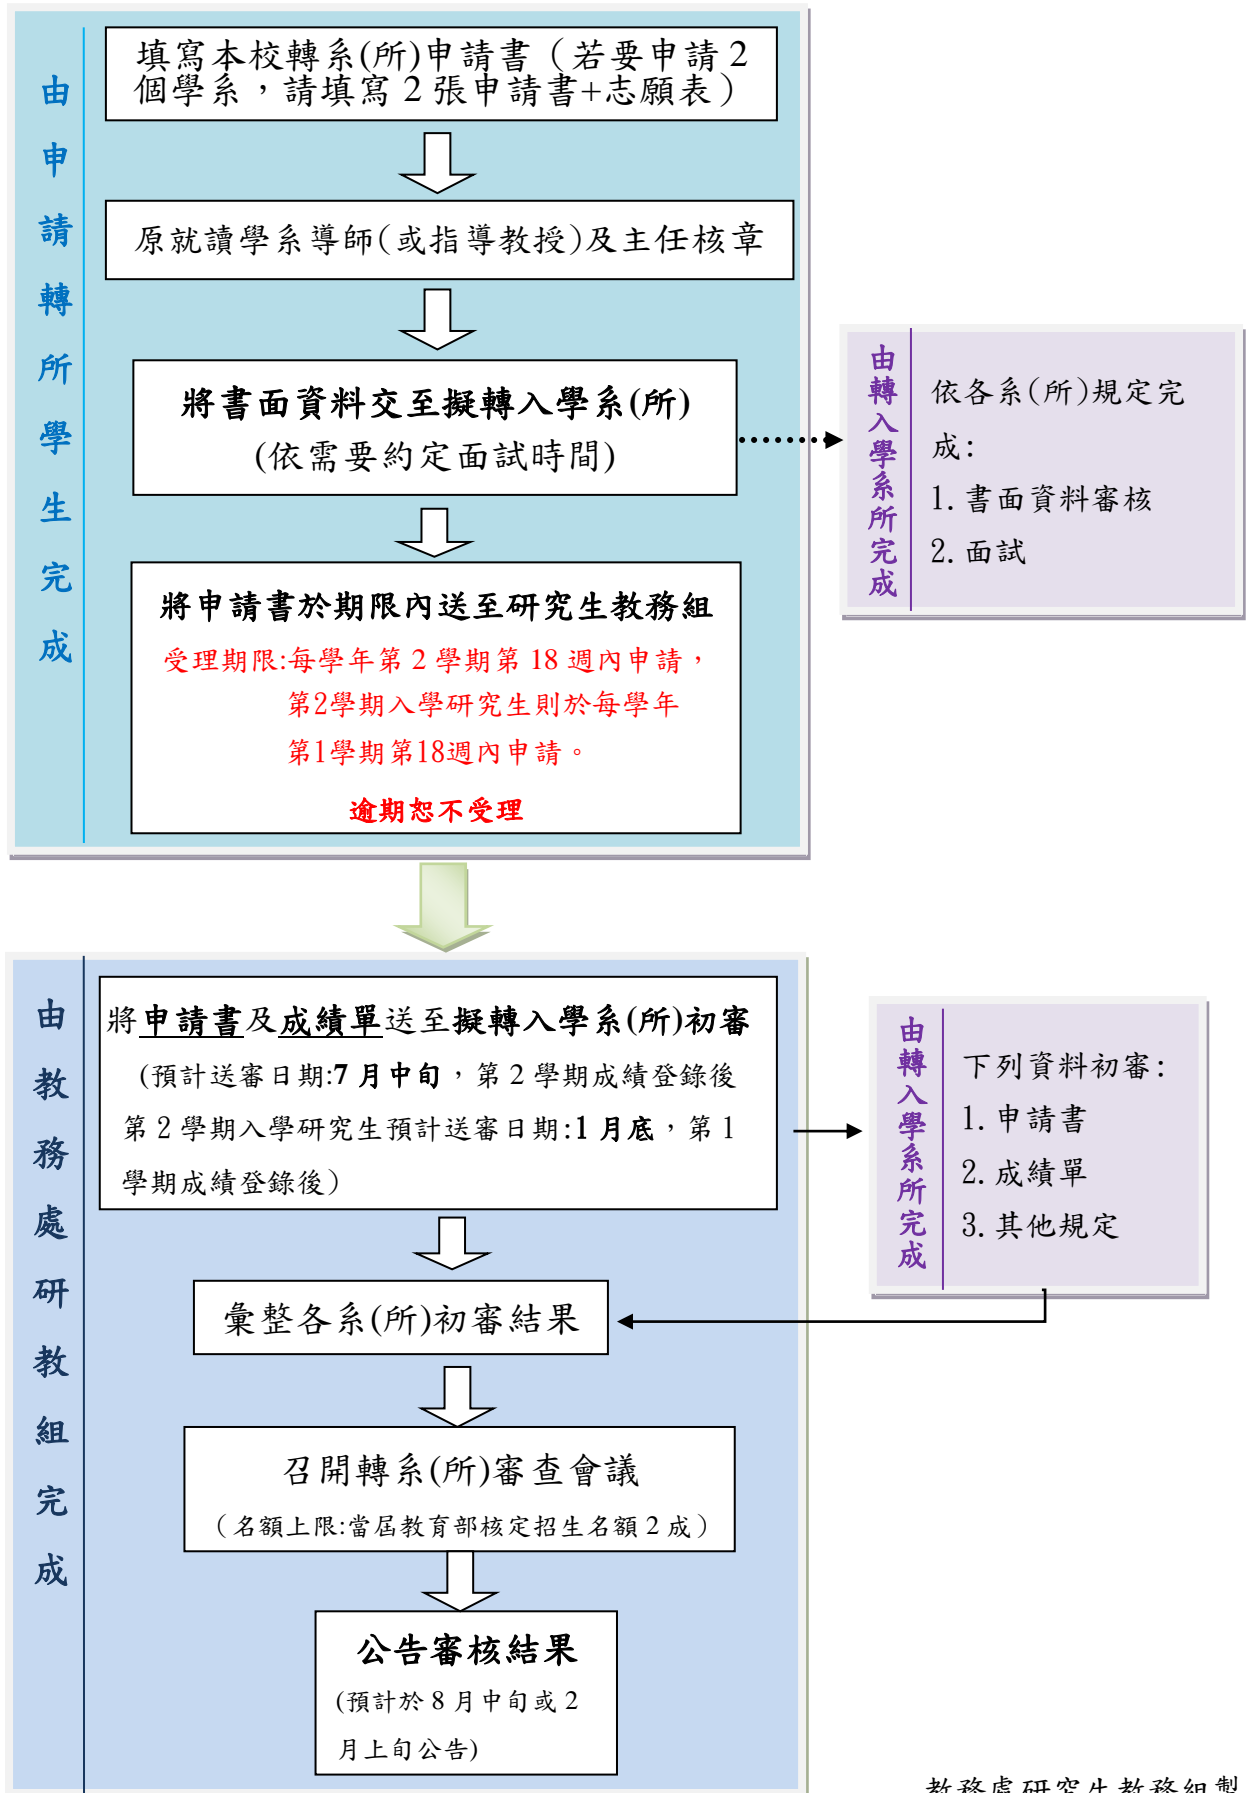 由申請轉所學生完成
填寫本校轉系(所)申請書（若要申請2
個學系，請填寫2張申請書+志願表）
原就讀學系導師(或指導教授)及主任核章
將書面資料交至擬轉入學系(所)
(依需要約定面試時間)
將申請書於期限內送至研究生教務組
受理期限:每學年第2學期第18週內申請，
第2學期入學研究生則於每學年
第1學期第18週內申請。
逾期恕不受理
由轉入學系所完成
依各系(所)規定完
成:
1.書面資料審核
2.面試
由教務處研教組完成
將申請書及成績單送至擬轉入學系(所)初審
(預計送審日期:7月中旬，第2學期成績登錄後
第2學期入學研究生預計送審日期:1月底，第1
學期成績登錄後）
由轉入學系所完成
下列資料初審:
1.申請書
2.成績單
3.其他規定
彙整各系(所)初審結果
召開轉系(所)審查會議
（名額上限:當屆教育部核定招生名額2成）
公告審核結果
(預計於8月中旬或2
月上旬公告)
教務處研究生教務組製